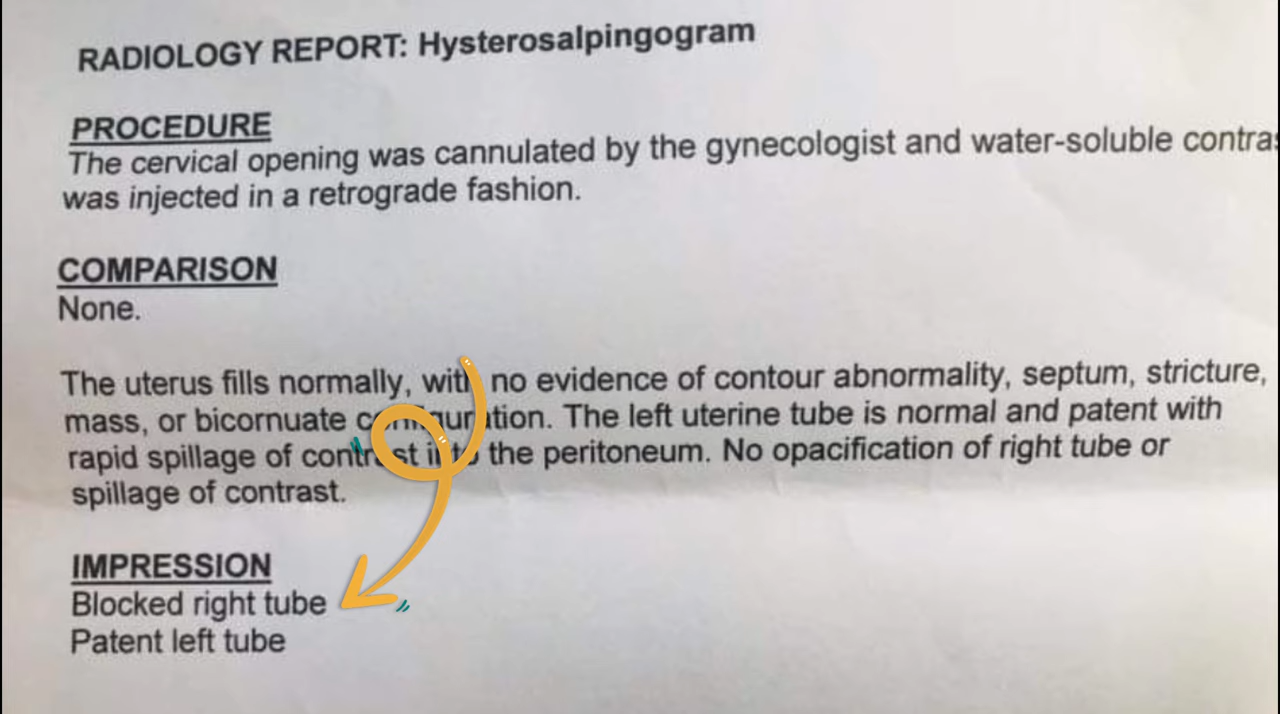 RADIOLOGY REPORT: Hysterosalpingogram
PROCEDURE
The cervical opening was cannulated by the gynecologist and water-soluble contras
was injected in a retrograde fashion.
COMPARISON
None.
The uterus fills normally, with no evidence of contour abnormality, septum, stricture,
mass, or bicornuate configuration. The left uterine tube is normal and patent with
rapid spillage of contrast into the peritoneum. No opacification of right tube or
spillage of contrast.
IMPRESSION
Blocked right tube
Patent left tube